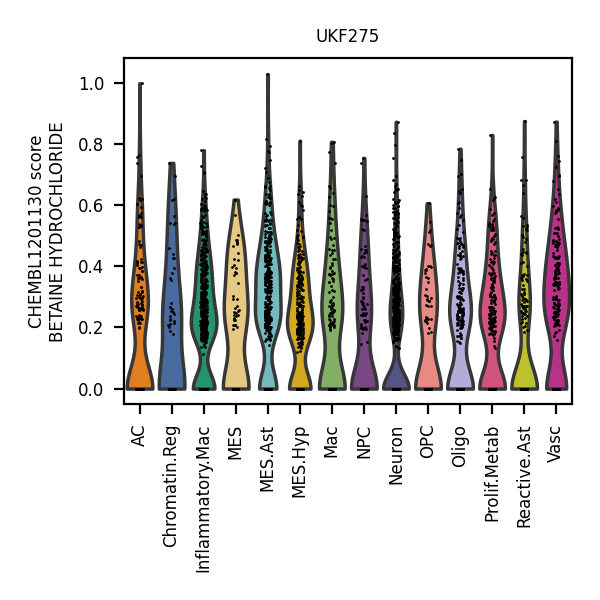 UKF275
CHEMBL1201130 score
BETAINE HYDROCHLORIDE
1.0
0.8
0.6
0.4
0.2
0.0
AC
Chromatin.Reg
Inflammatory.Mac
MES
MES.Ast
MES.Hyp
Mac
NPC
Neuron
OPC
Oligo
Prolif.Metab
Reactive.Ast
Vasc